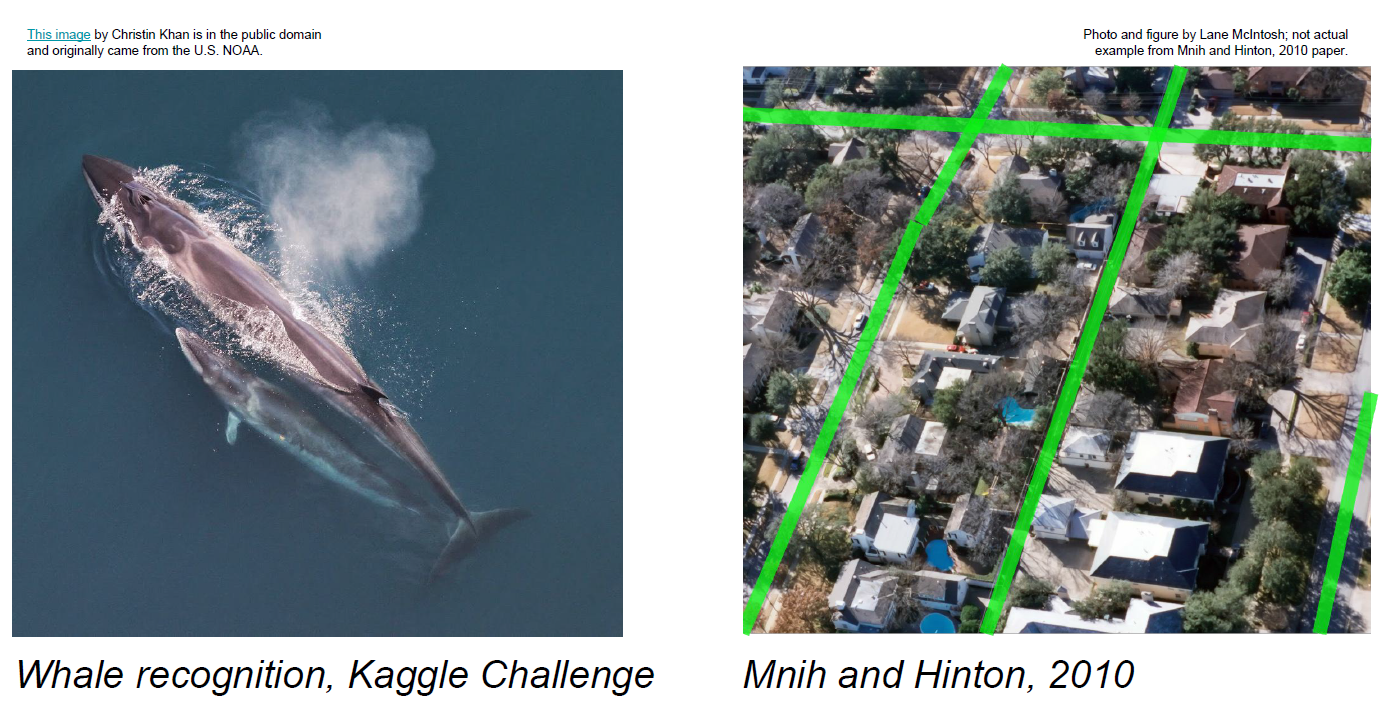 This image by Christin Khan is in the public domain
and originally came from the U.S. NOAA.
Photo and figure by Lane McIntosh; not actual
example from Mnih and Hinton, 2010 paper.
Whale recognition, Kaggle Challenge
Mnih and Hinton, 2010